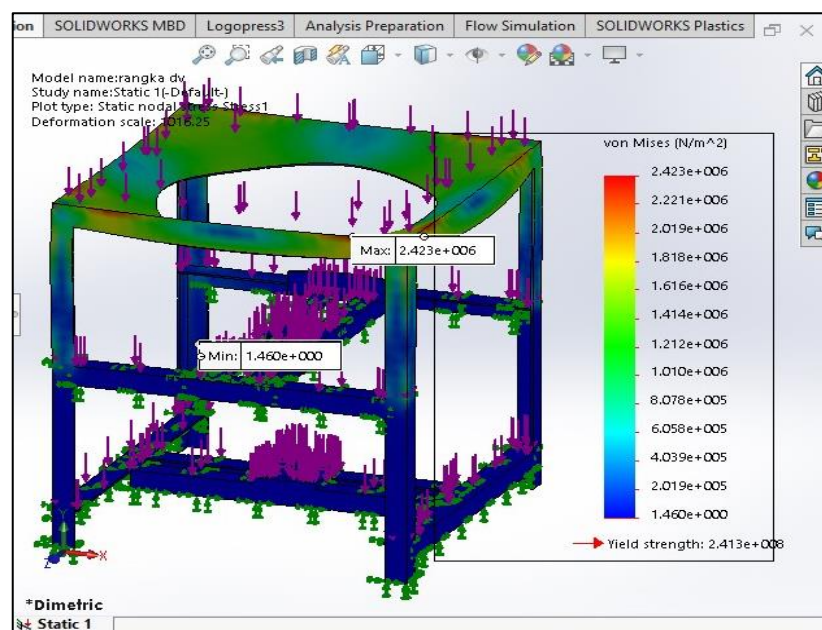 ion SOLIDWORKS MBD Logopress3 Analysis Preparation Flow Simulation SOLIDWORKS Plastics
Model name:rangka dv
Study name:Static 1(-Default-)
Plot type: Static nodal stress Stress1
Deformation scale: 1016.25
von Mises (N/m^2)
2.423e+006
2.221e+006
2.019e+006
1.818e+006
1.616e+006
1.414e+006
1.212e+006
1.010e+006
8.078e+005
6.058e+005
4.039e+005
2.019e+005
1.460e+000
Yield strength: 2.413e+008
Max: 2.423e+006
Min: 1.460e+000
Y
X
Z
*Dimetric
Static 1